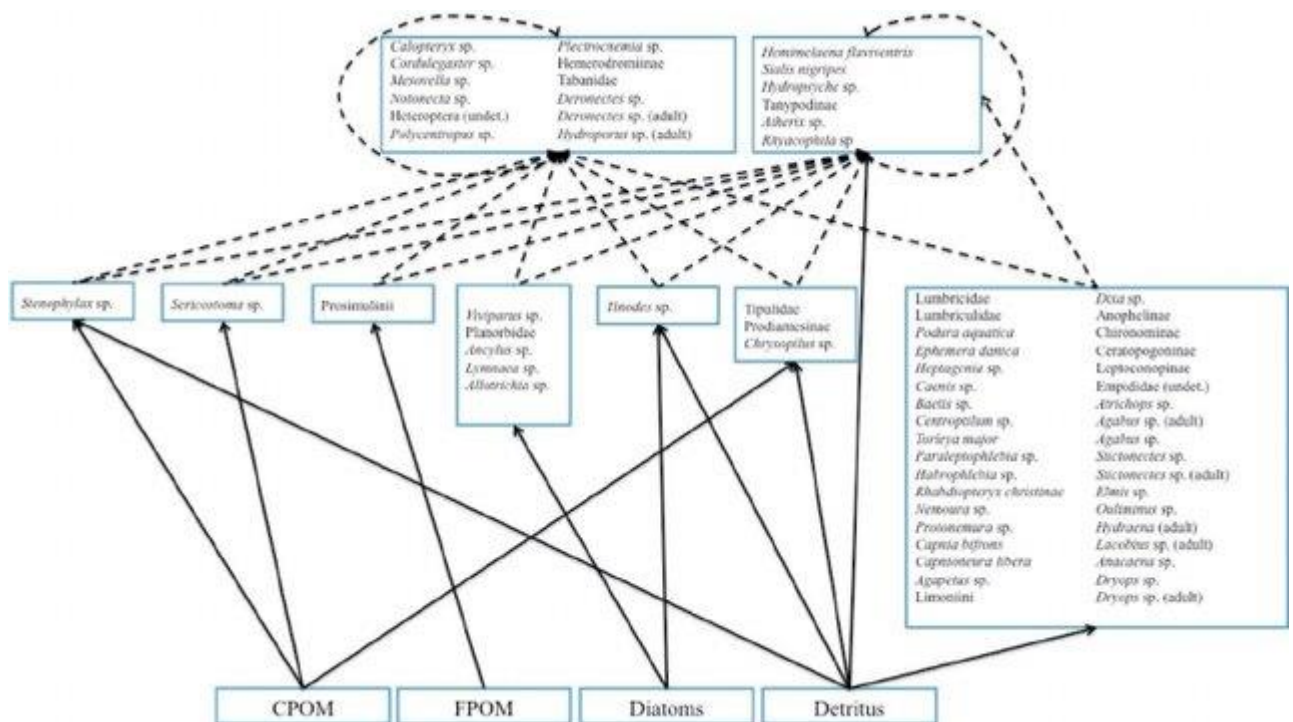 Calopteryx sp.
Cordulegaster sp.
Mesovelia sp.
Notonecta sp.
Heteroptera (undet.)
Polycentropus sp.
Plectrocnemia sp.
Hemerodromiinae
Tabanidae
Deronectes sp.
Deronectes sp. (adult)
Hydroporus sp. (adult)
Hemimelaena flaviventris
Sialis nigripes
Hydropsyche sp.
Tanypodinae
Atherix sp.
Rhyacophila sp
Stenophylax sp.
Sericostoma sp.
Prosimuliinii
Viviparus sp.
Planorbidae
Ancylus sp.
Lymnaea sp.
Allotrichia sp.
Tinodes sp.
Tipulidae
Prodiamesinae
Chrysopilus sp.
Lumbricidae
Lumbriculidae
Podura aquatica
Ephemera danica
Heptagenia sp.
Caenis sp.
Baetis sp.
Centroptilum sp.
Torleya major
Paraleptophlebia sp.
Habrophlebia sp.
Rhabdiopteryx christinae
Nemoura sp.
Protonemura sp.
Capnia bifrons
Capnioneura libera
Agapetus sp.
Limoniini
Dixa sp.
Anophelinae
Chironominae
Ceratopogoninae
Leptoconopinae
Empididae (undet.)
Atrichops sp.
Agabus sp. (adult)
Agabus sp.
Stictonectes sp.
Stictonectes sp. (adult)
Elmis sp.
Oulimnius sp.
Hydraena (adult)
Lacobius sp. (adult)
Anacaena sp.
Dryops sp.
Dryops sp. (adult)
CPOM
FPOM
Diatoms
Detritus